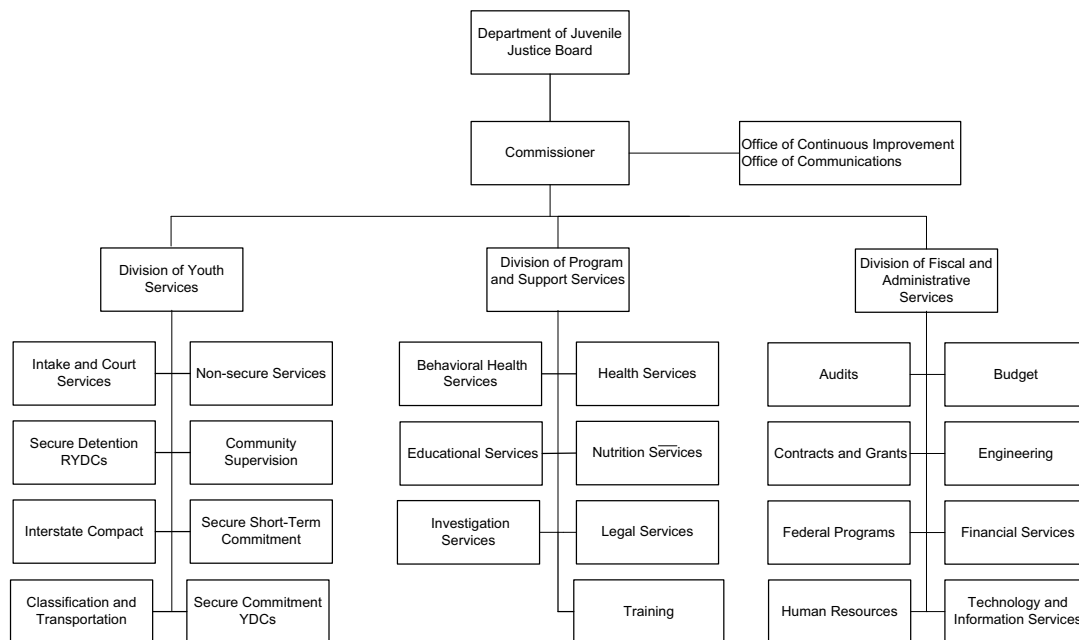 Department of Juvenile
Justice Board
Commissioner
Office of Continuous Improvement
Office of Communications
Division of Youth
Services
Division of Program
and Support Services
Division of Fiscal and
Administrative
Services
Intake and Court
Services
Non-secure Services
Behavioral Health
Services
Health Services
Audits
Budget
Secure Detention
RYDCs
Community
Supervision
Educational Services
Nutrition Services
Contracts and Grants
Engineering
Interstate Compact
Secure Short-Term
Commitment
Investigation
Services
Legal Services
Federal Programs
Financial Services
Classification and
Transportation
Secure Commitment
YDCs
Training
Human Resources
Technology and
Information Services